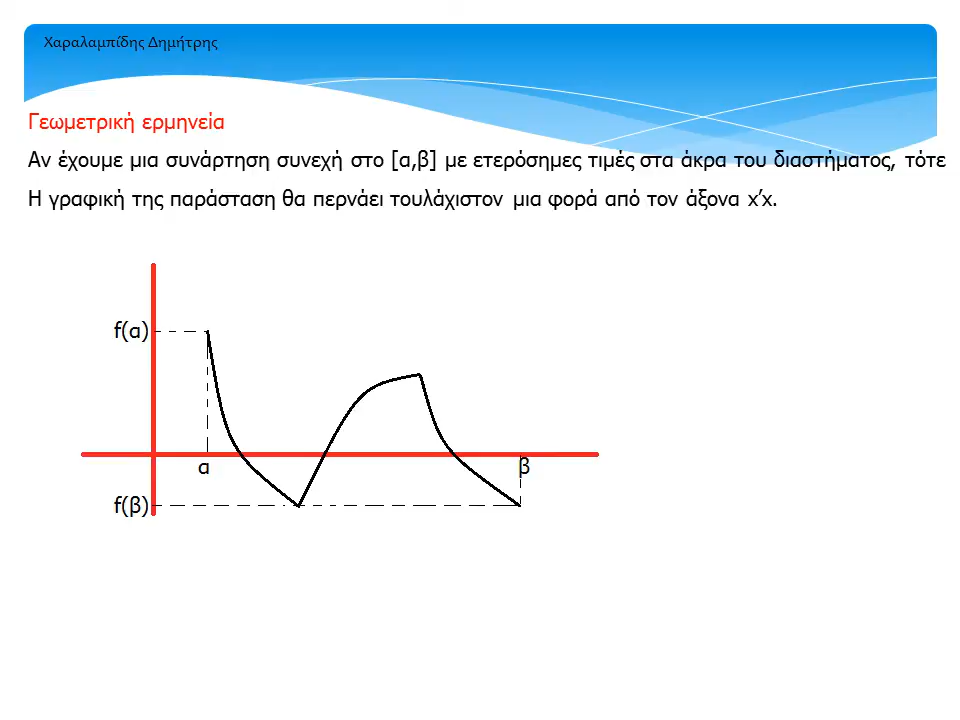 Χαραλαμπίδης Δημήτρης
Γεωμετρική ερμηνεία
Αν έχουμε μια συνάρτηση συνεχή στο [α,β] με ετερόσημες τιμές στα άκρα του διαστήματος, τότε
Η γραφική της παράσταση θα περνάει τουλάχιστον μια φορά από τον άξονα x’x.
f(α)
α
β
f(β)